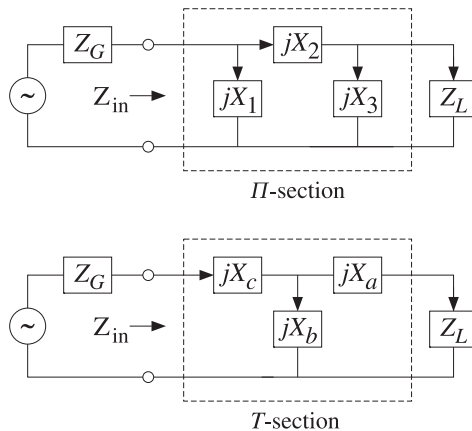 Z_G jX_2
~ Z_in jX_1 jX_3 Z_L
Π-section
Z_G jX_c jX_a
~ Z_in jX_b Z_L
T-section